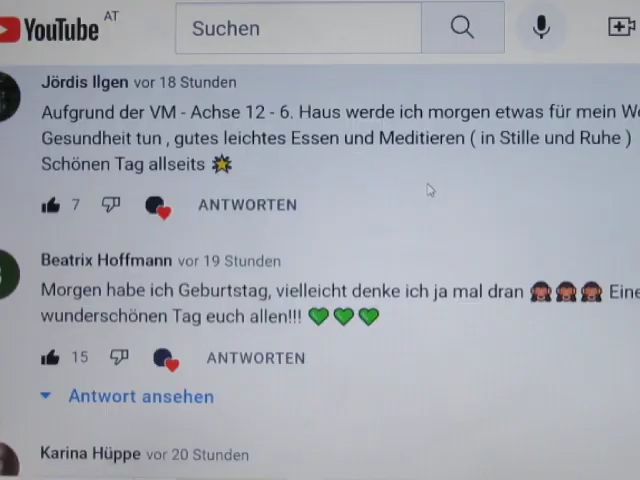 YouTube AT
Suchen
Jördis Ilgen vor 18 Stunden
Aufgrund der VM - Achse 12 - 6. Haus werde ich morgen etwas für mein
Gesundheit tun , gutes leichtes Essen und Meditieren ( in Stille und Ruhe )
Schönen Tag allseits
7 ANTWORTEN
Beatrix Hoffmann vor 19 Stunden
Morgen habe ich Geburtstag, vielleicht denke ich ja mal dran 🙊🙊🙊 Eine
wunderschönen Tag euch allen!!! 💚💚💚
15 ANTWORTEN
Antwort ansehen
Karina Hüppe vor 20 Stunden